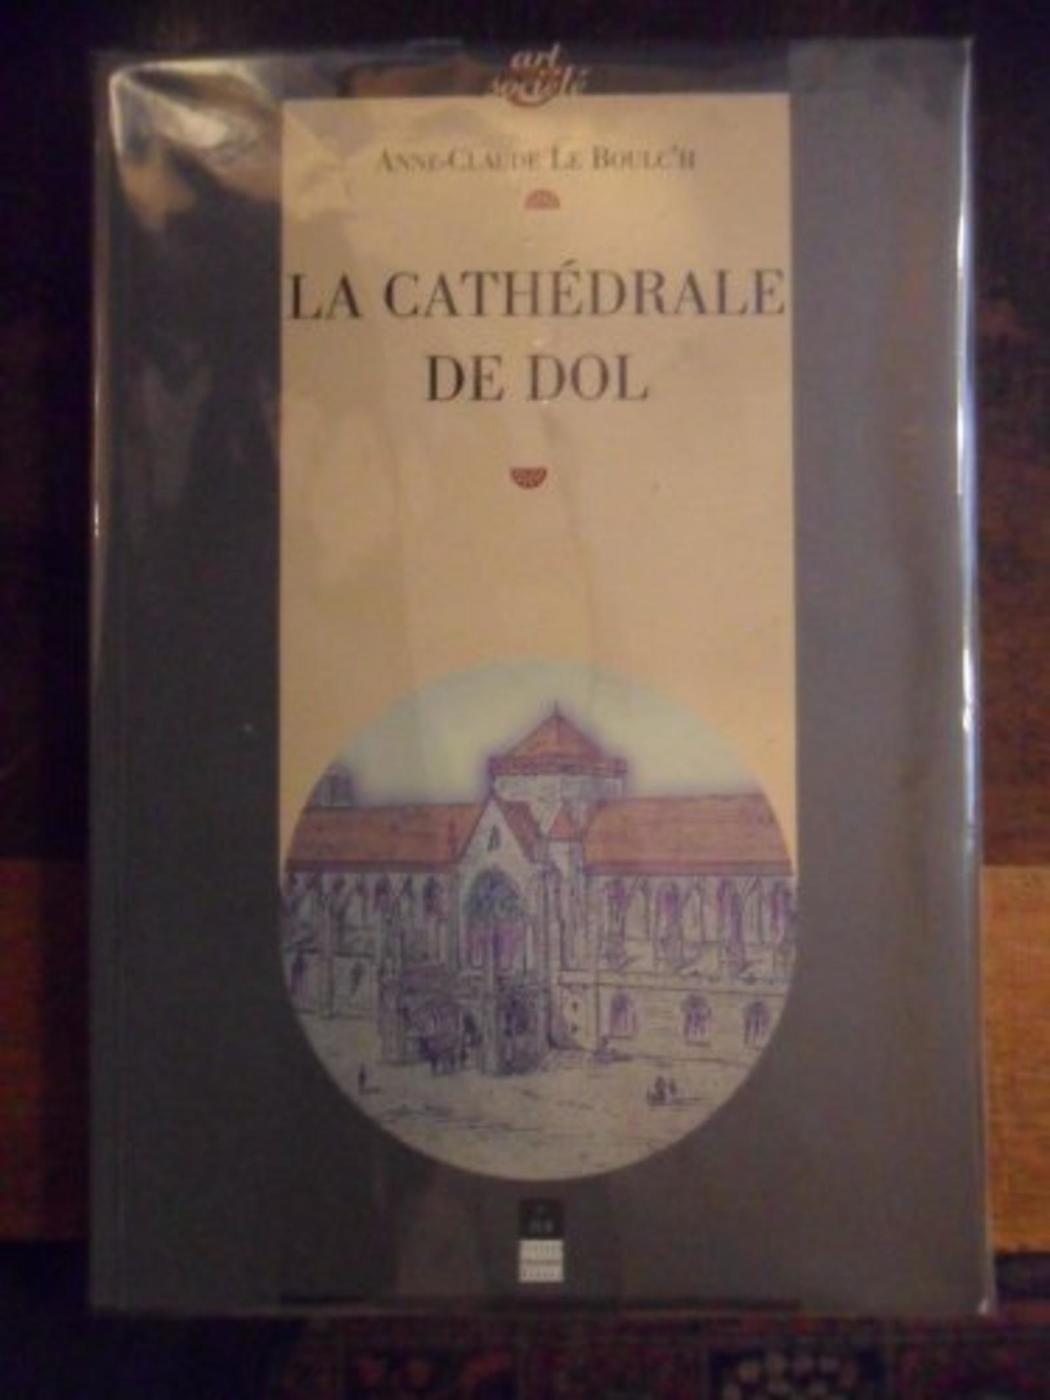 art
société
ANNE-CLAUDE LE BOULC'H
LA CATHÉDRALE
DE DOL